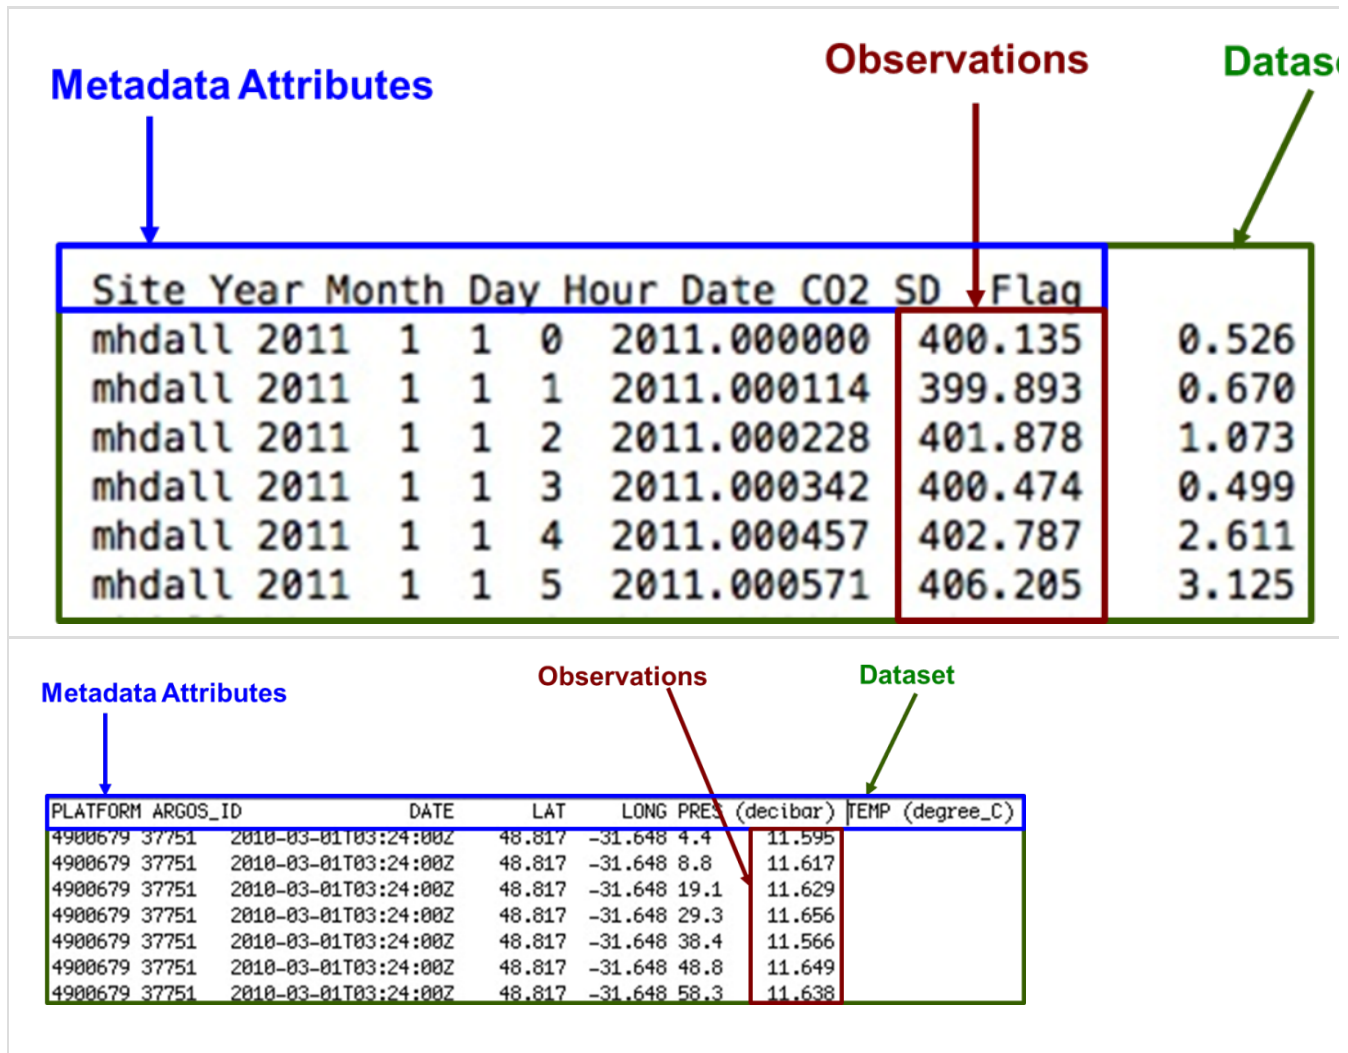 Observations
Metadata Attributes
Datas
Site Year Month Day Hour Date CO2 SD Flag
mhdall 2011 1 1 0 2011.000000 400.135 0.526
mhdall 2011 1 1 1 2011.000114 399.893 0.670
mhdall 2011 1 1 2 2011.000228 401.878 1.073
mhdall 2011 1 1 3 2011.000342 400.474 0.499
mhdall 2011 1 1 4 2011.000457 402.787 2.611
mhdall 2011 1 1 5 2011.000571 406.205 3.125
Observations
Dataset
Metadata Attributes
PLATFORM ARGOS_ID DATE LAT LONG PRES (decibar) TEMP (degree_C)
4900679 37751 2010-03-01T03:24:00Z 48.817 -31.648 4.4 11.595
4900679 37751 2010-03-01T03:24:00Z 48.817 -31.648 8.8 11.617
4900679 37751 2010-03-01T03:24:00Z 48.817 -31.648 19.1 11.629
4900679 37751 2010-03-01T03:24:00Z 48.817 -31.648 29.3 11.656
4900679 37751 2010-03-01T03:24:00Z 48.817 -31.648 38.4 11.566
4900679 37751 2010-03-01T03:24:00Z 48.817 -31.648 48.8 11.649
4900679 37751 2010-03-01T03:24:00Z 48.817 -31.648 58.3 11.638